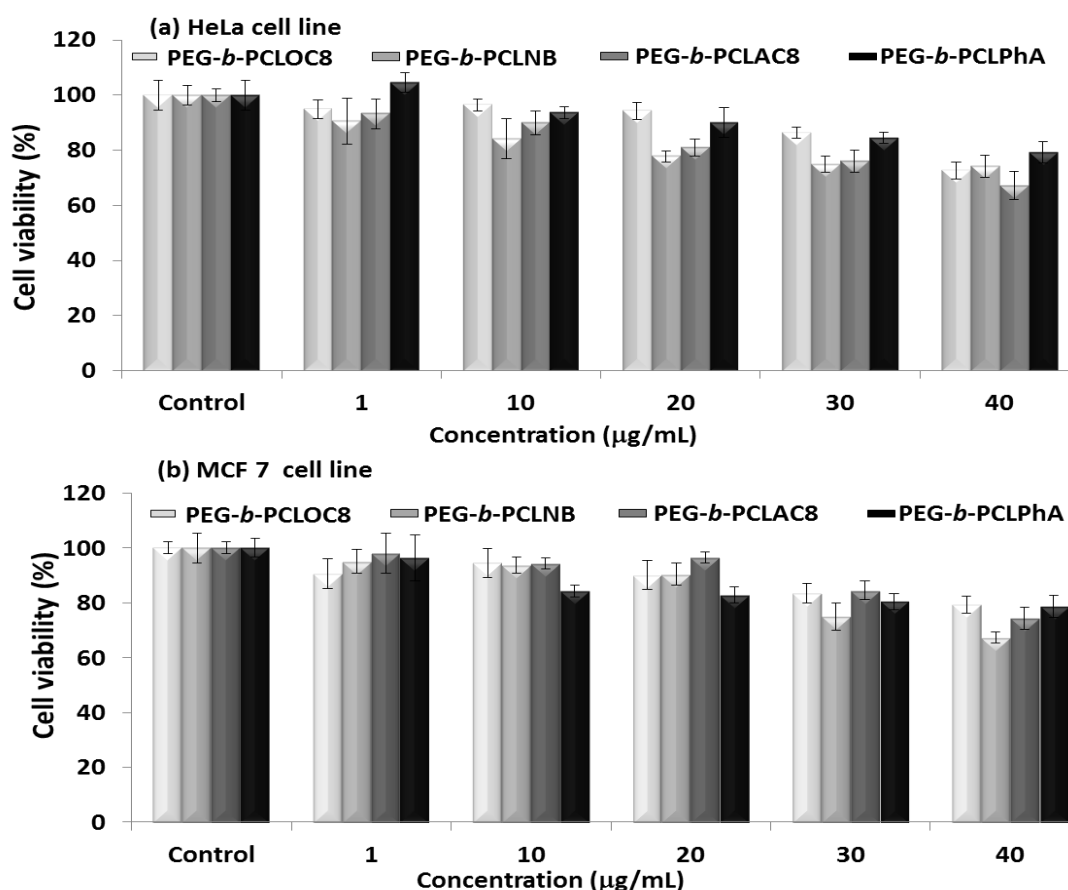 (a) HeLa cell line
PEG-b-PCLOC8 PEG-b-PCLNB PEG-b-PCLAC8 PEG-b-PCLPhA
Cell viability (%)
120
100
80
60
40
20
0
Control 1 10 20 30 40
Concentration (μg/mL)
(b) MCF 7 cell line
PEG-b-PCLOC8 PEG-b-PCLNB PEG-b-PCLAC8 PEG-b-PCLPhA
Cell viability (%)
120
100
80
60
40
20
0
Control 1 10 20 30 40
Concentration (μg/mL)